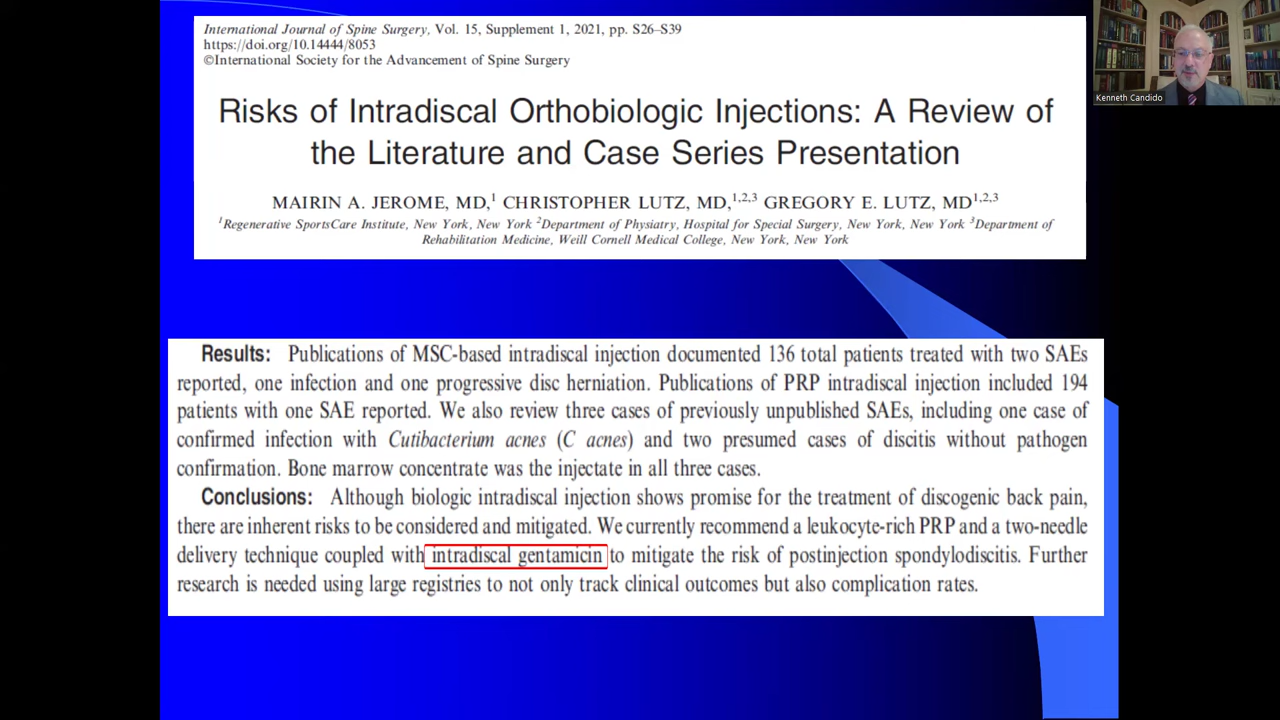 International Journal of Spine Surgery, Vol. 15, Supplement 1, 2021, pp. S26–S39
https://doi.org/10.14444/8053
©International Society for the Advancement of Spine Surgery
Risks of Intradiscal Orthobiologic Injections: A Review of
the Literature and Case Series Presentation
MAIRIN A. JEROME, MD,1 CHRISTOPHER LUTZ, MD,1,2,3 GREGORY E. LUTZ, MD1,2,3
1Regenerative SportsCare Institute, New York, New York 2Department of Physiatry, Hospital for Special Surgery, New York, New York 3Department of
Rehabilitation Medicine, Weill Cornell Medical College, New York, New York
Kenneth Candido
Results: Publications of MSC-based intradiscal injection documented 136 total patients treated with two SAEs
reported, one infection and one progressive disc herniation. Publications of PRP intradiscal injection included 194
patients with one SAE reported. We also review three cases of previously unpublished SAEs, including one case of
confirmed infection with Cutibacterium acnes (C acnes) and two presumed cases of discitis without pathogen
confirmation. Bone marrow concentrate was the injectate in all three cases.
Conclusions: Although biologic intradiscal injection shows promise for the treatment of discogenic back pain,
there are inherent risks to be considered and mitigated. We currently recommend a leukocyte-rich PRP and a two-needle
delivery technique coupled with intradiscal gentamicin to mitigate the risk of postinjection spondylodiscitis. Further
research is needed using large registries to not only track clinical outcomes but also complication rates.